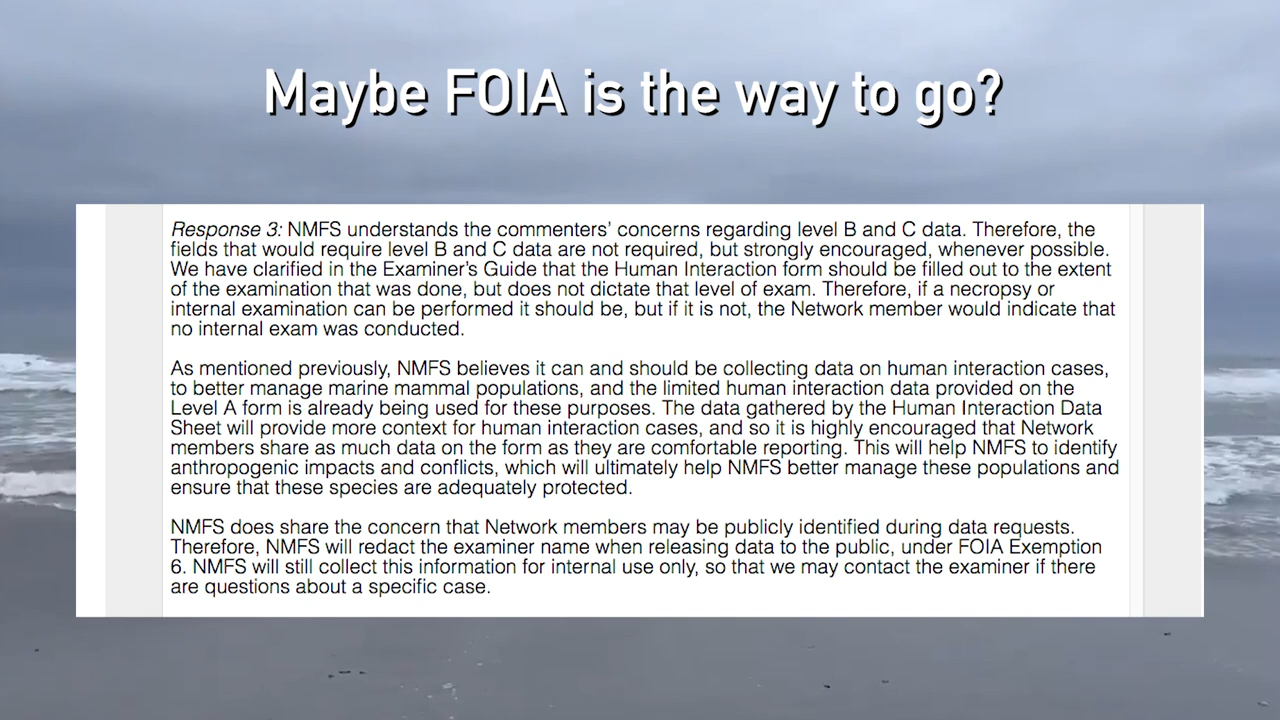 Maybe FOIA is the way to go?
Response 3: NMFS understands the commenters’ concerns regarding level B and C data. Therefore, the
fields that would require level B and C data are not required, but strongly encouraged, whenever possible.
We have clarified in the Examiner’s Guide that the Human Interaction form should be filled out to the extent
of the examination that was done, but does not dictate that level of exam. Therefore, if a necropsy or
internal examination can be performed it should be, but if it is not, the Network member would indicate that
no internal exam was conducted.
As mentioned previously, NMFS believes it can and should be collecting data on human interaction cases,
to better manage marine mammal populations, and the limited human interaction data provided on the
Level A form is already being used for these purposes. The data gathered by the Human Interaction Data
Sheet will provide more context for human interaction cases, and so it is highly encouraged that Network
members share as much data on the form as they are comfortable reporting. This will help NMFS to identify
anthropogenic impacts and conflicts, which will ultimately help NMFS better manage these populations and
ensure that these species are adequately protected.
NMFS does share the concern that Network members may be publicly identified during data requests.
Therefore, NMFS will redact the examiner name when releasing data to the public, under FOIA Exemption
6. NMFS will still collect this information for internal use only, so that we may contact the examiner if there
are questions about a specific case.